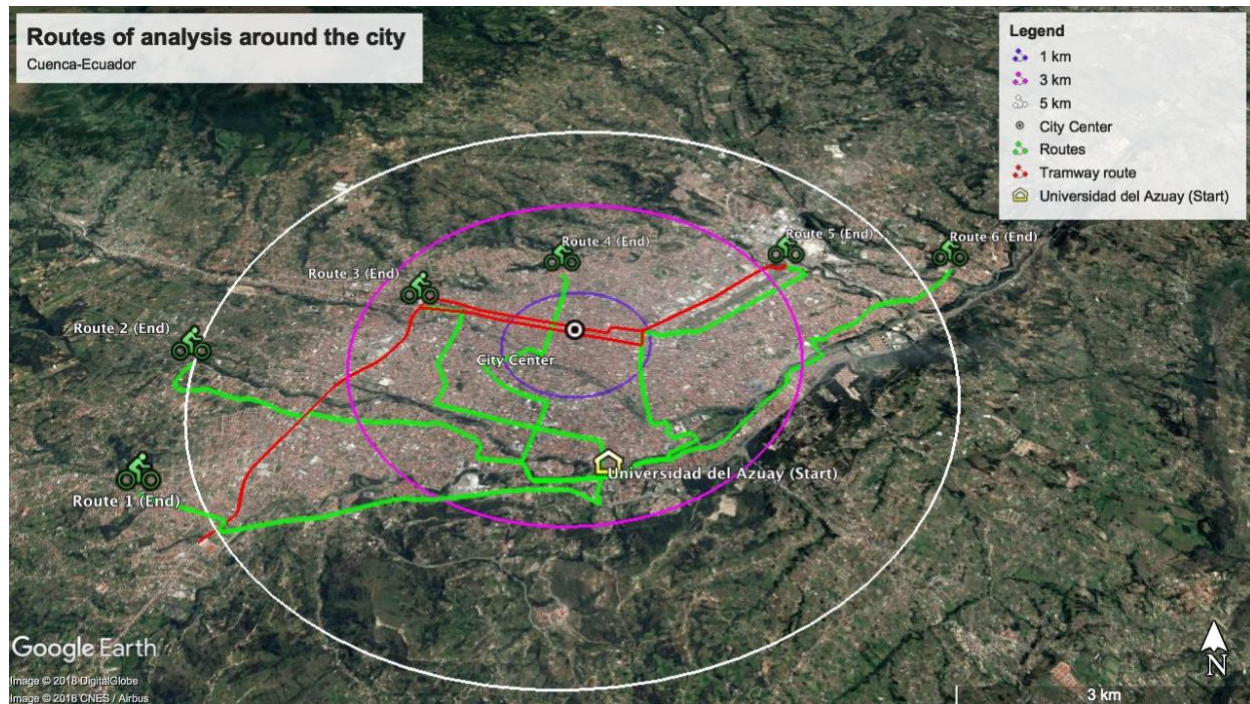 Routes of analysis around the city
Cuenca-Ecuador
Legend
1 km
3 km
5 km
City Center
Routes
Tramway route
Universidad del Azuay (Start)
Route 4 (End)
Route 5 (End)
Route 6 (End)
Route 3 (End)
Route 2 (End)
City Center
Universidad del Azuay (Start)
Route 1 (End)
Google Earth
Image © 2018 DigitalGlobe
Image © 2018 CNES / Airbus
N
3 km